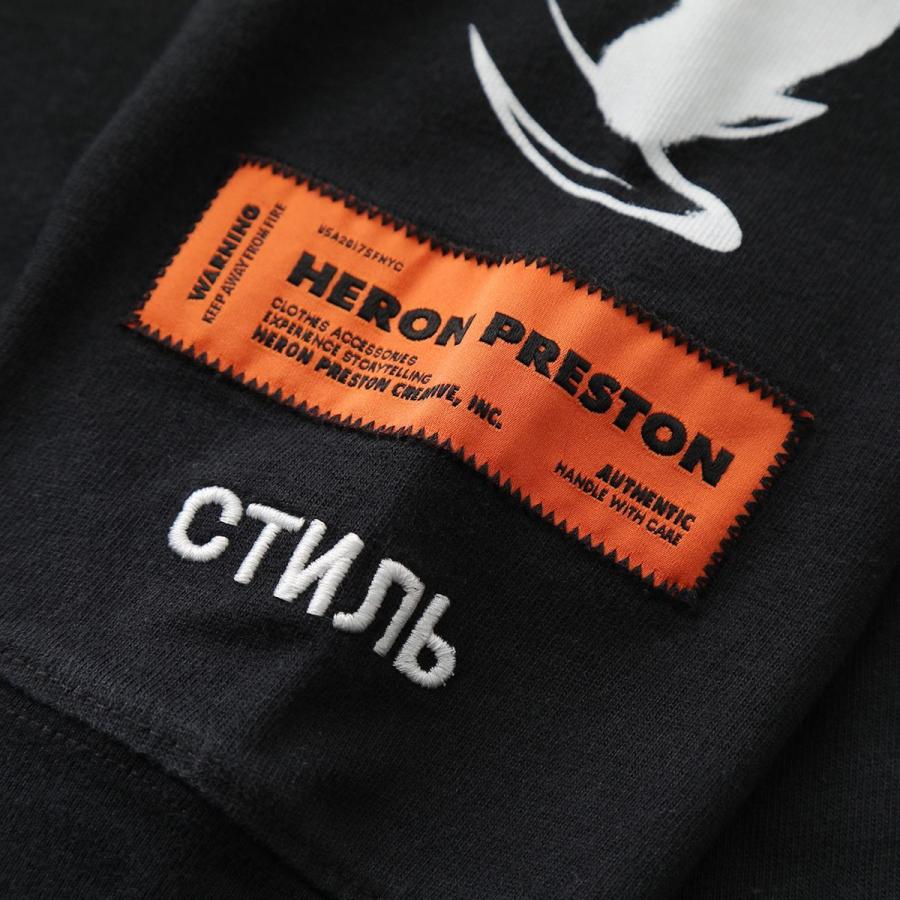 WARNING
KEEP AWAY FROM FIRE
USA2017SFNYC
HERON PRESTON
CLOTHES ACCESSORIES
EXPERIENCE STORYTELLING
HERON PRESTON CREATIVE, INC.
AUTHENTIC
HANDLE WITH CARE
СТИЛЬ